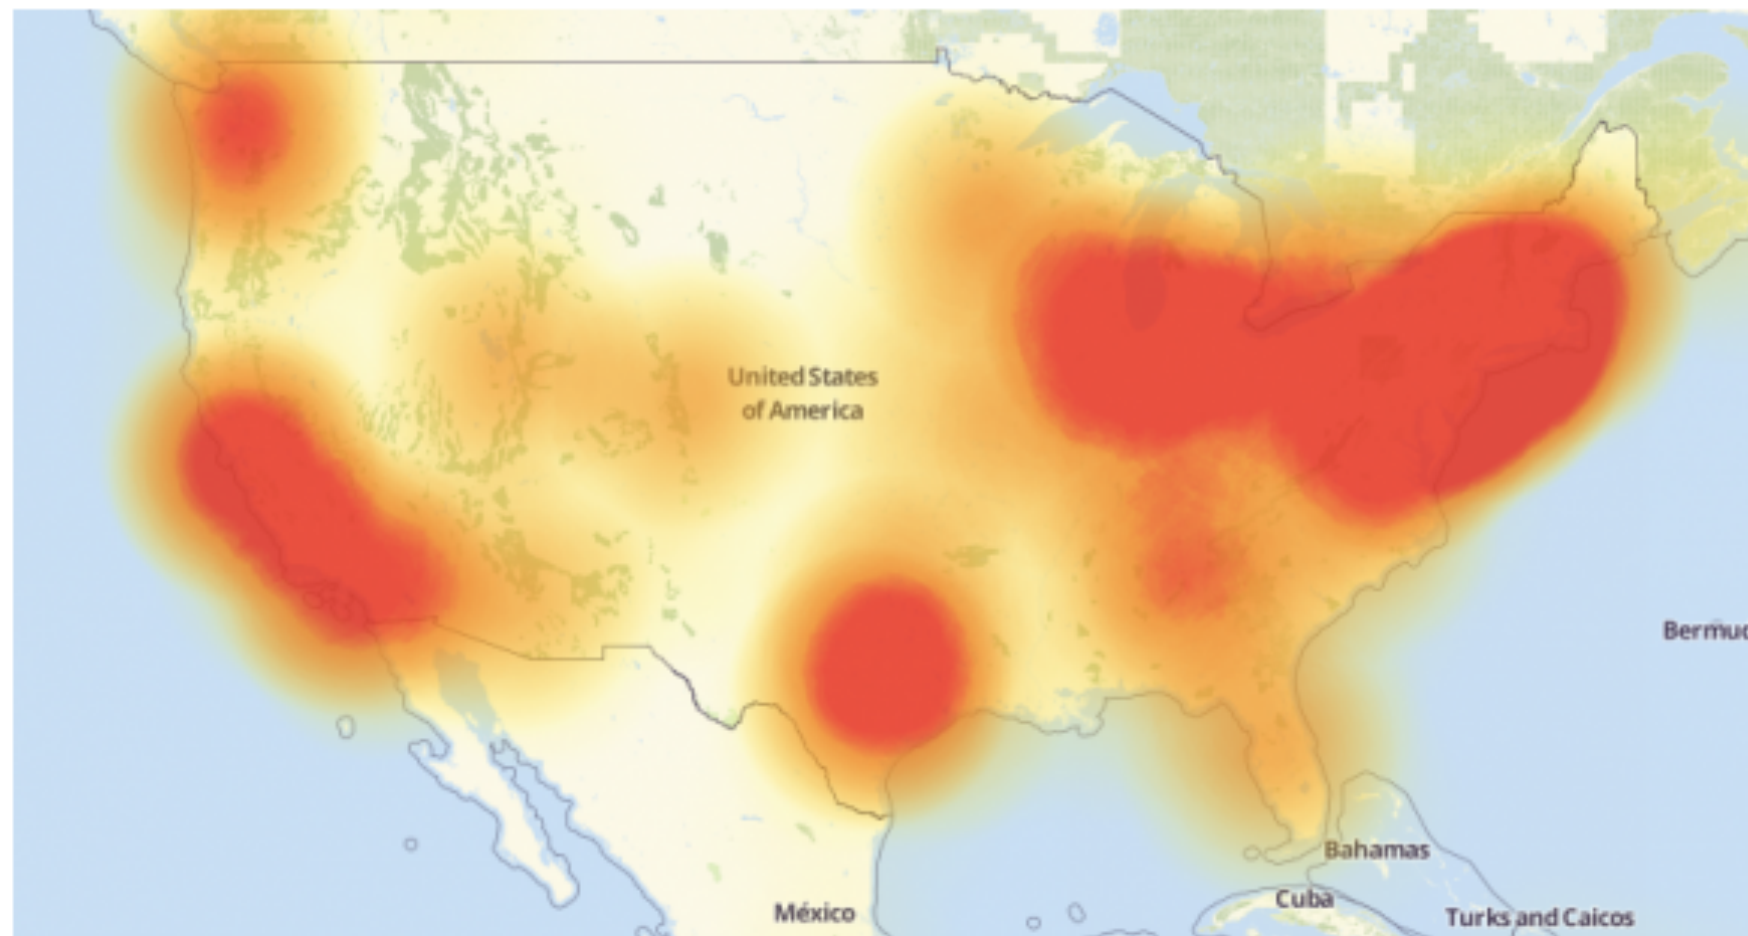 United States
of America
Bermu
Bahamas
Cuba
Turks and Caicos
México